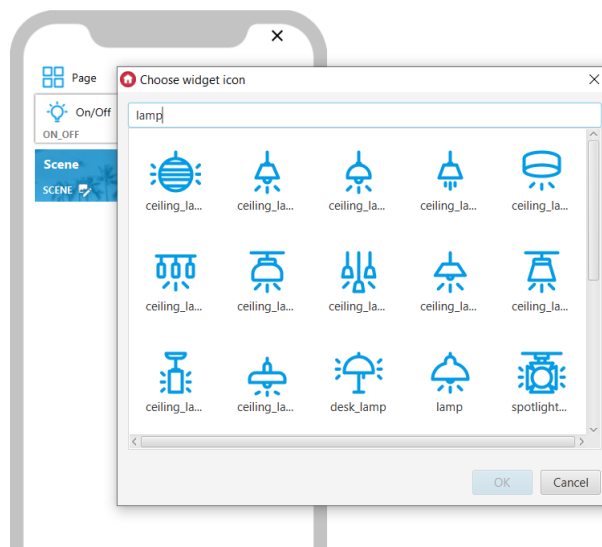 Page
Choose widget icon
On/Off
ON_OFF
lamp
Scene
SCENE
ceiling_la... ceiling_la... ceiling_la... ceiling_la... ceiling_la...
ceiling_la... ceiling_la... ceiling_la... ceiling_la... ceiling_la...
ceiling_la... ceiling_la... desk_lamp lamp spotlight...
OK Cancel